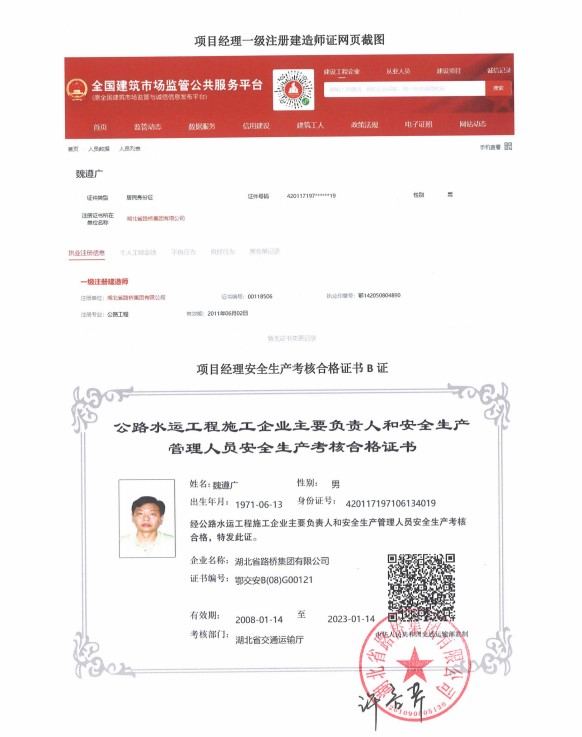 项目经理一级注册建造师证网页截图
全国建筑市场监管公共服务平台
(暨全国建筑市场监管与诚信信息发布平台)
建设工程企业 从业人员 建设项目 诚信记录
搜索
首页 监管动态 数据服务 信用建设 建筑工人 政策法规 电子证照 网站动态
首页 人员数据 人员列表 手机查看
魏遵广
证件类型 居民身份证 证件号码 420117197******19 性别 男
注册证书所在
单位名称 湖北省路桥集团有限公司
执业注册信息 个人工程业绩 不良行为 良好行为 黑名单记录
一级注册建造师
注册单位: 湖北省路桥集团有限公司 证书编号: 00118506 执业印章号: 鄂142050804890
注册专业: 公路工程 有效期: 2011年06月02日
暂无证书变更记录
项目经理安全生产考核合格证书 B 证
公路水运工程施工企业主要负责人和安全生产
管理人员安全生产考核合格证书
姓名: 魏遵广 性别: 男
出生年月: 1971-06-13 身份证号: 420117197106134019
经公路水运工程施工企业主要负责人和安全生产管理人员安全生产考核
合格，特发此证。
企业名称: 湖北省路桥集团有限公司
证书编号: 鄂交安B(08)G00121
有效期: 2008-01-14 至 2023-01-14
考核部门: 湖北省交通运输厅
中华人民共和国交通运输部监制
湖北省路桥集团有限公司